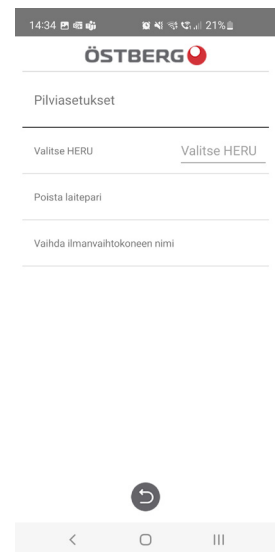 14:34 21%
ÖSTBERG
Pilviasetukset
Valitse HERU Valitse HERU
Poista laitepari
Vaihda ilmanvaihtokoneen nimi